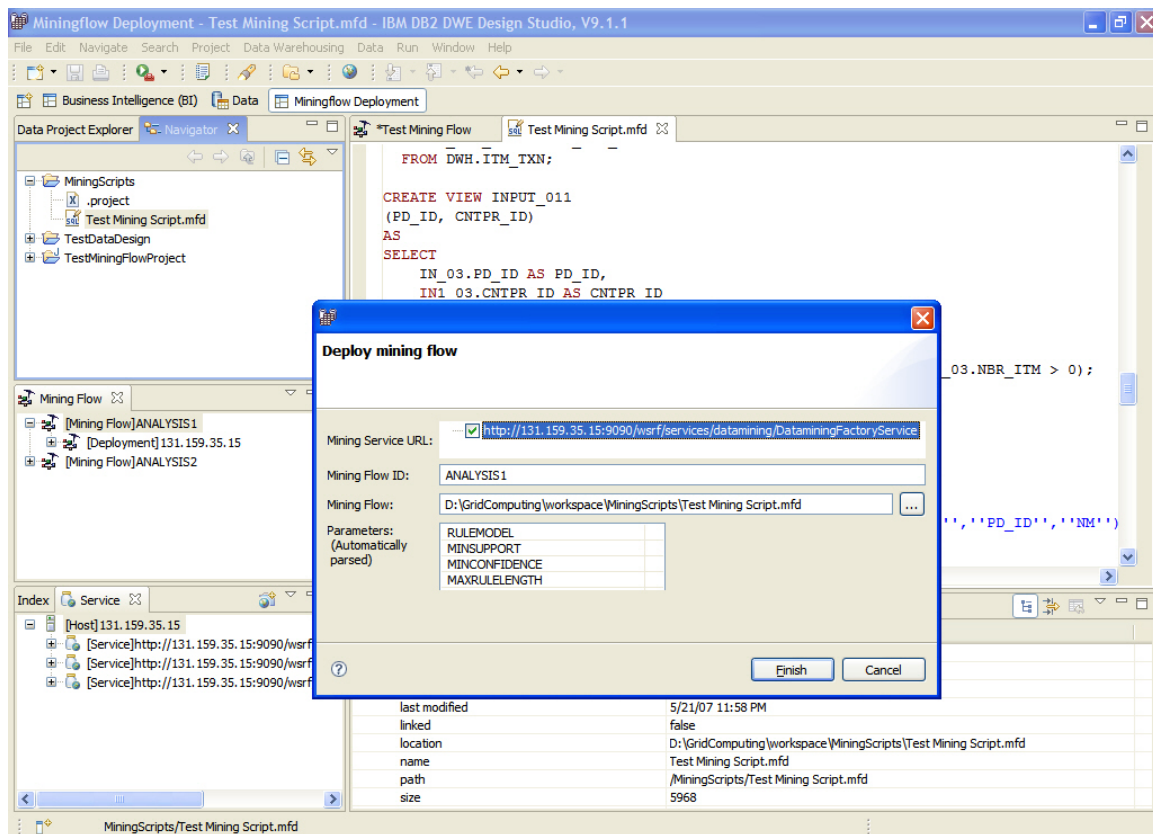 Miningflow Deployment - Test Mining Script.mfd - IBM DB2 DWE Design Studio, V9.1.1
File Edit Navigate Search Project Data Warehousing Data Run Window Help
Business Intelligence (BI) Data Miningflow Deployment
Data Project Explorer Navigator
MiningScripts
.project
Test Mining Script.mfd
TestDataDesign
TestMiningFlowProject
*Test Mining Flow Test Mining Script.mfd
FROM DWH.ITM_TXN;
CREATE VIEW INPUT_011
(PD_ID, CNTPR_ID)
AS
SELECT
IN_03.PD_ID AS PD_ID,
IN1_03.CNTPR_ID AS CNTPR_ID
_03.NBR_ITM > 0);
'',''PD_ID'',''NM'')
Mining Flow
[Mining Flow]ANALYSIS1
[Deployment]131.159.35.15
[Mining Flow]ANALYSIS2
Index Service
[Host]131.159.35.15
[Service]http://131.159.35.15:9090/wsrf
[Service]http://131.159.35.15:9090/wsrf
[Service]http://131.159.35.15:9090/wsrf
Deploy mining flow
Mining Service URL: http://131.159.35.15:9090/wsrf/services/datamining/DataminingFactoryService
Mining Flow ID: ANALYSIS1
Mining Flow: D:\GridComputing\workspace\MiningScripts\Test Mining Script.mfd ...
Parameters:
(Automatically
parsed)
RULEMODEL
MINSUPPORT
MINCONFIDENCE
MAXRULELENGTH
Finish Cancel
last modified 5/21/07 11:58 PM
linked false
location D:\GridComputing\workspace\MiningScripts\Test Mining Script.mfd
name Test Mining Script.mfd
path /MiningScripts/Test Mining Script.mfd
size 5968
MiningScripts/Test Mining Script.mfd